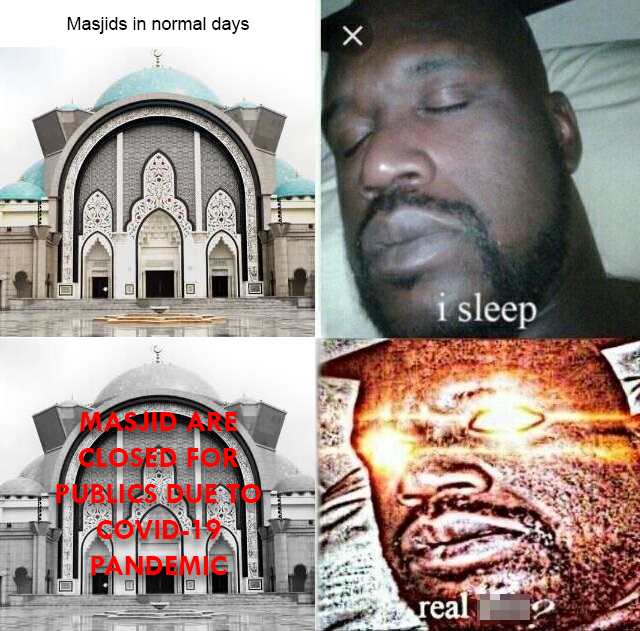 Masjids in normal days
i sleep
MASJID ARE
CLOSED FOR
PUBLICS DUE TO
COVID-19
PANDEMIC
real ?